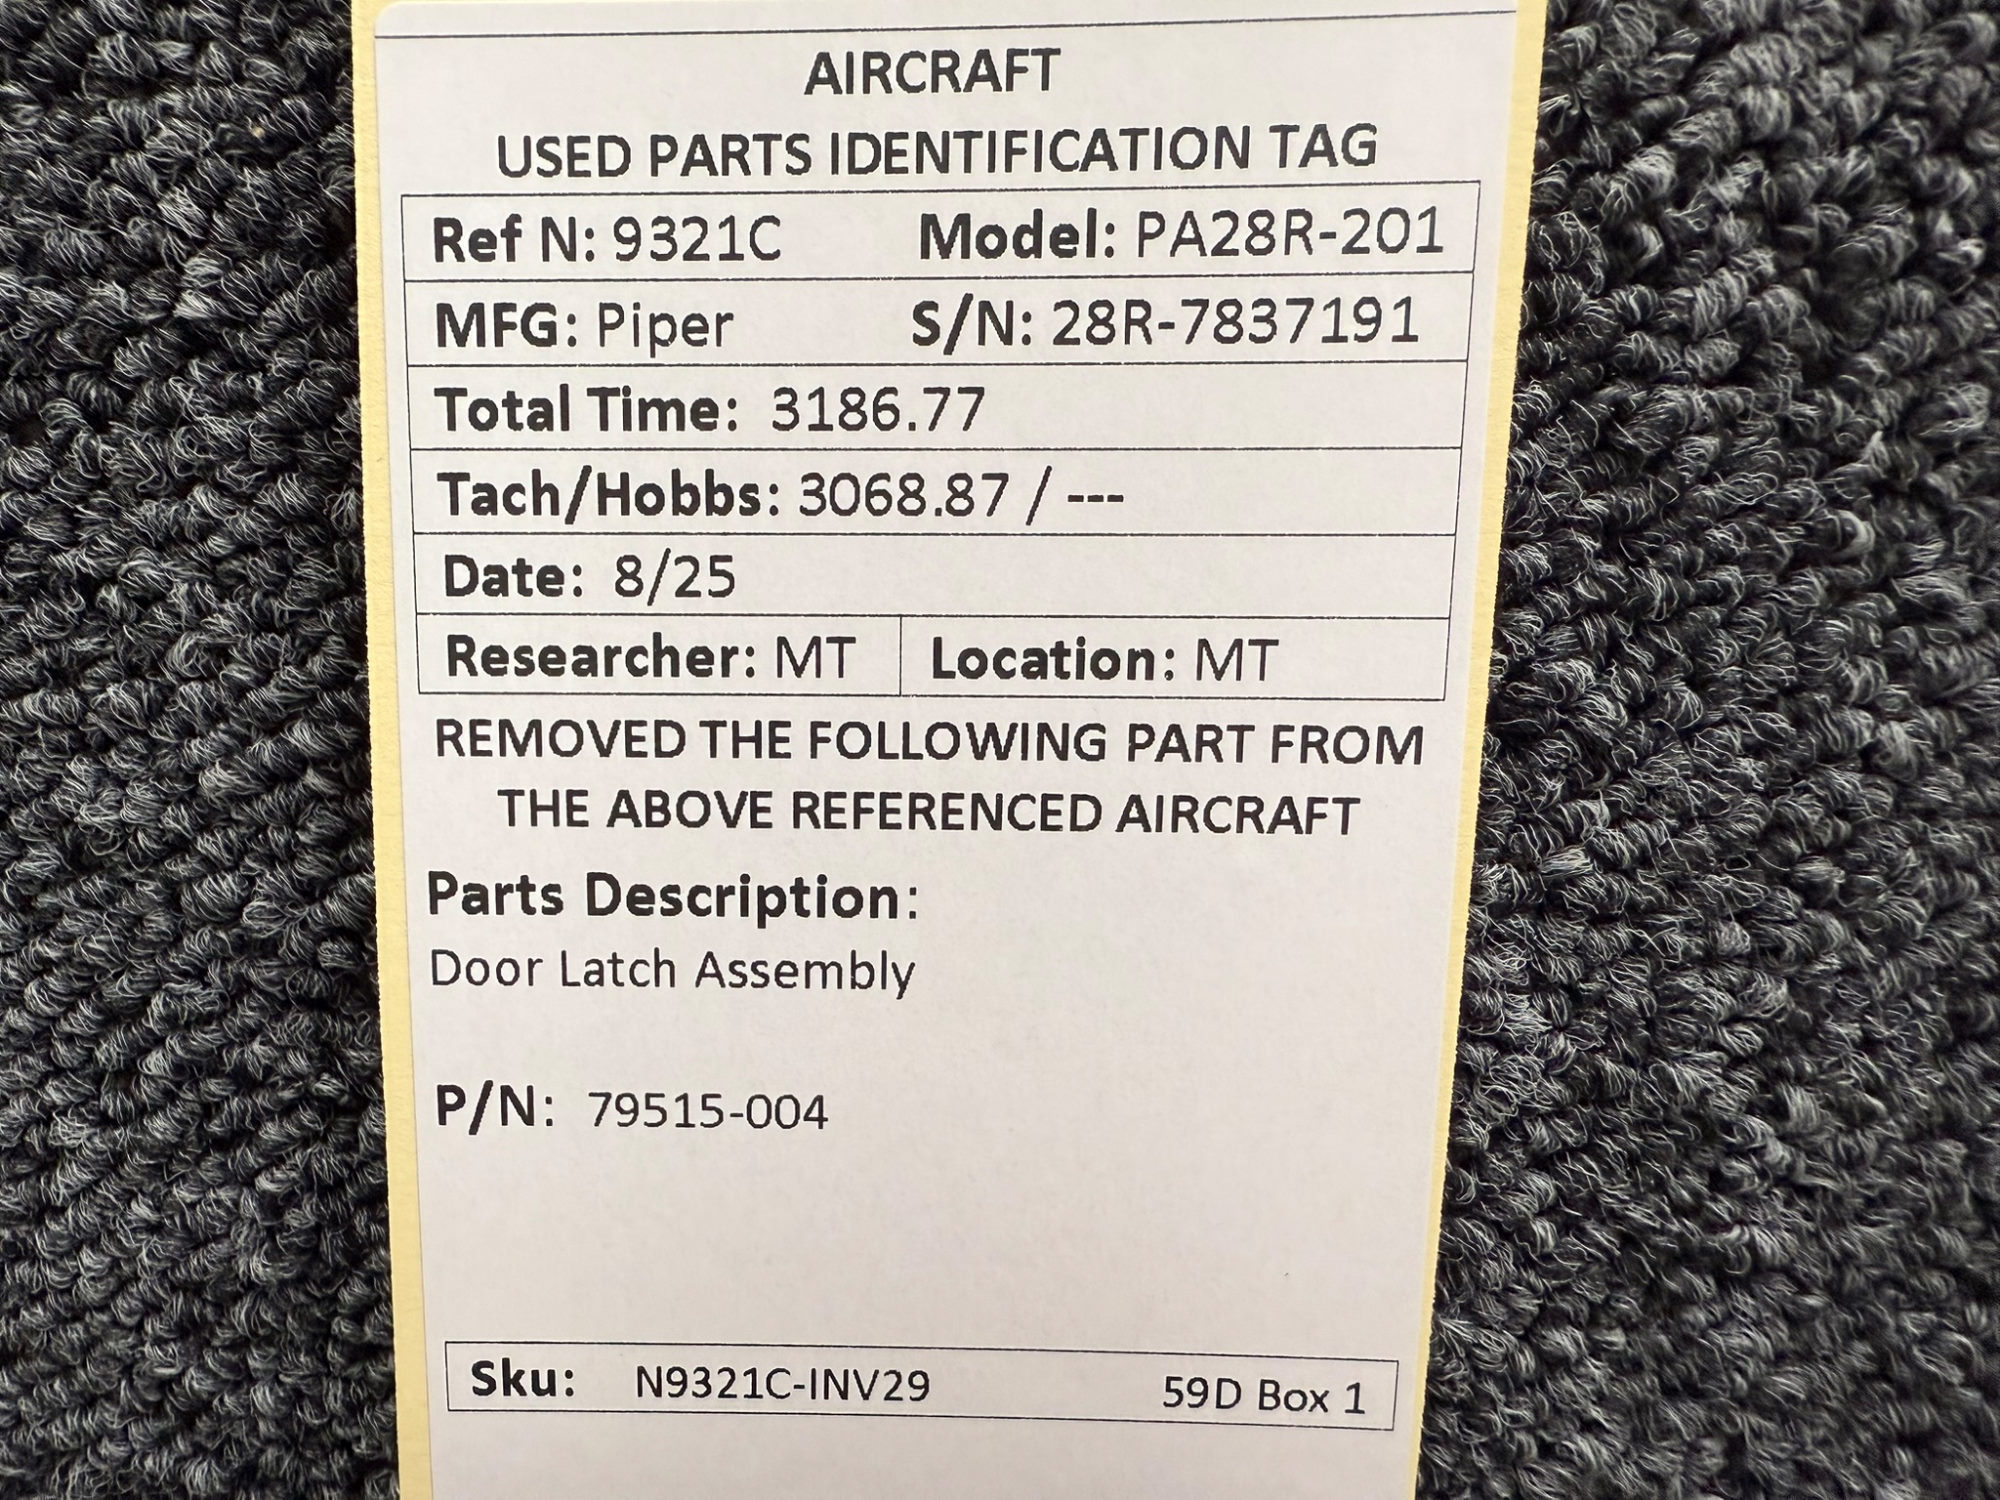 AIRCRAFT
USED PARTS IDENTIFICATION TAG
Ref N: 9321C Model: PA28R-201
MFG: Piper S/N: 28R-7837191
Total Time: 3186.77
Tach/Hobbs: 3068.87 / ---
Date: 8/25
Researcher: MT Location: MT
REMOVED THE FOLLOWING PART FROM
THE ABOVE REFERENCED AIRCRAFT
Parts Description:
Door Latch Assembly
P/N: 79515-004
Sku: N9321C-INV29 59D Box 1